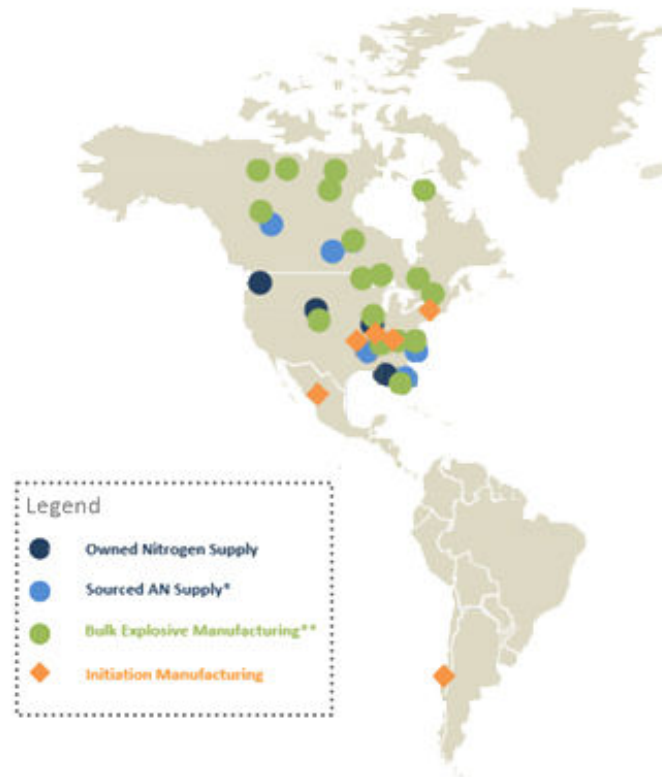 Legend
Owned Nitrogen Supply
Sourced AN Supply*
Bulk Explosive Manufacturing**
Initiation Manufacturing